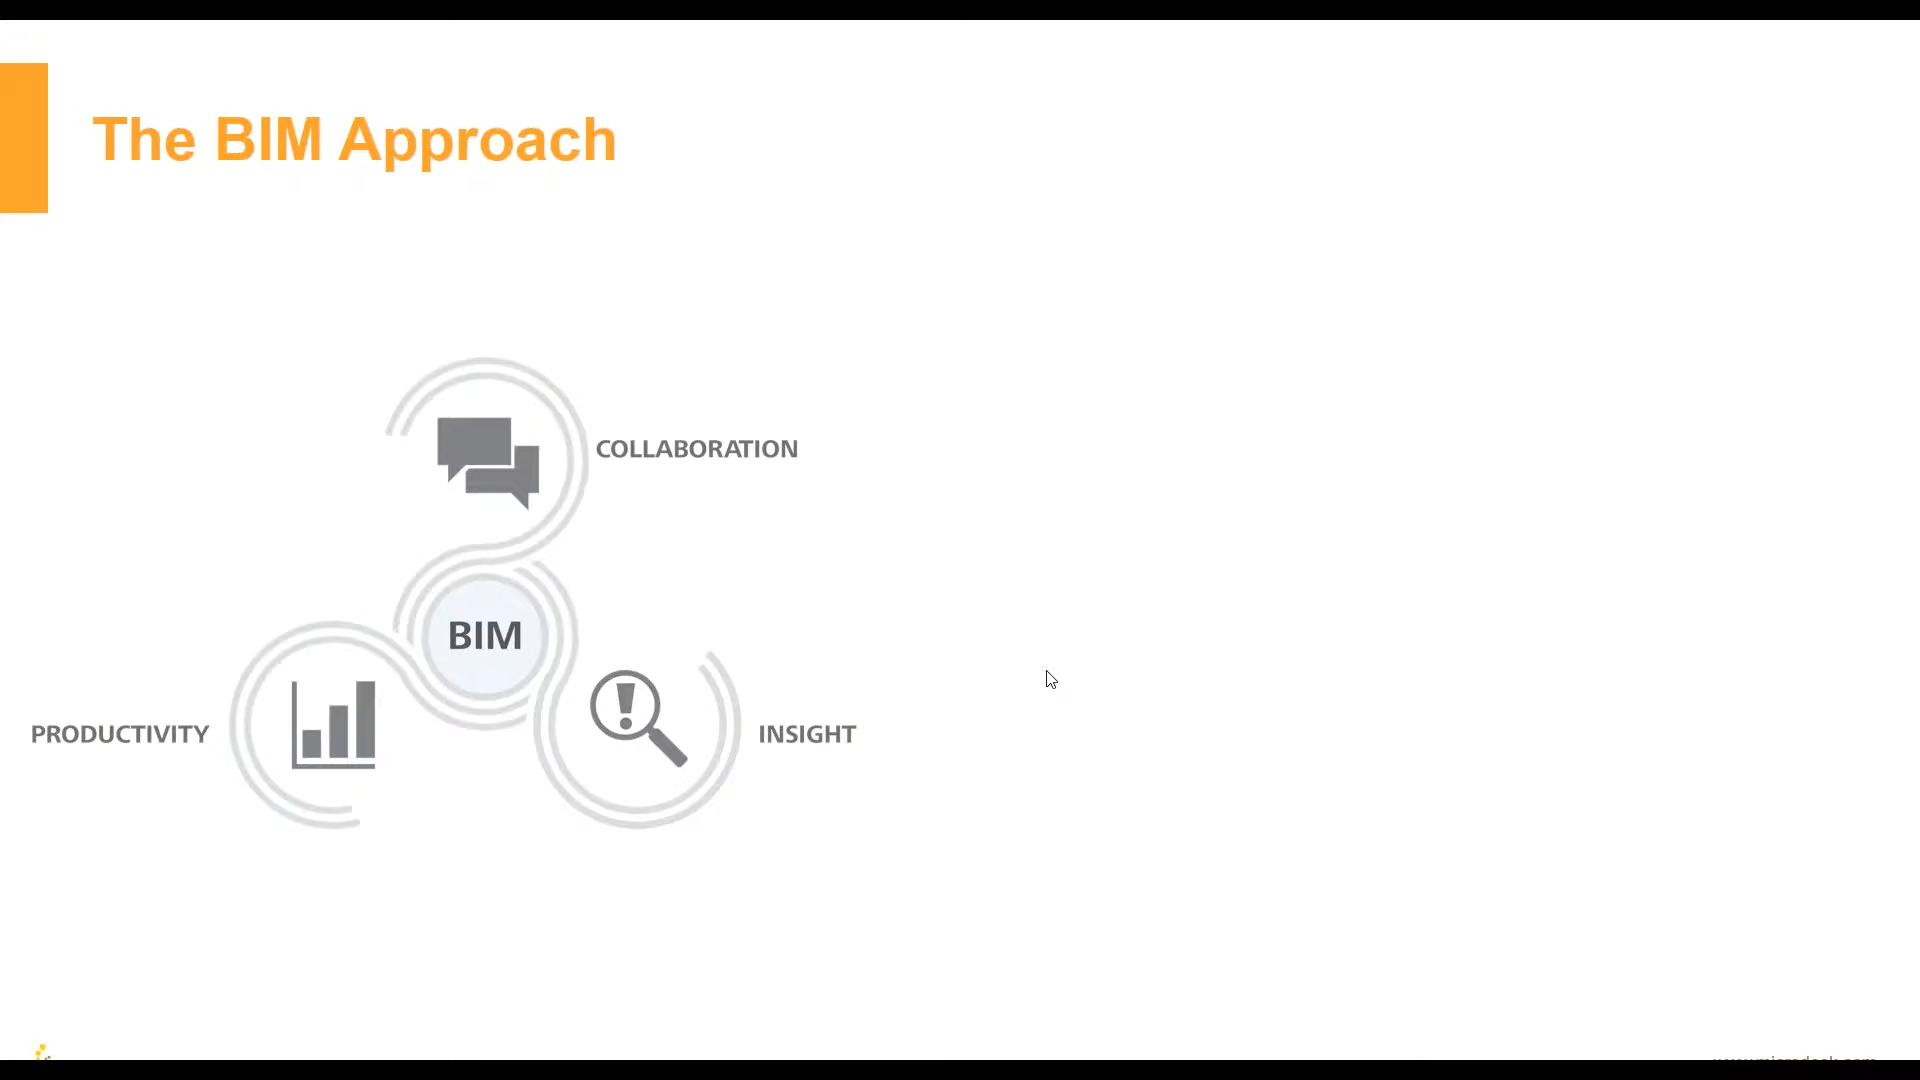 The BIM Approach
COLLABORATION
BIM
PRODUCTIVITY
INSIGHT